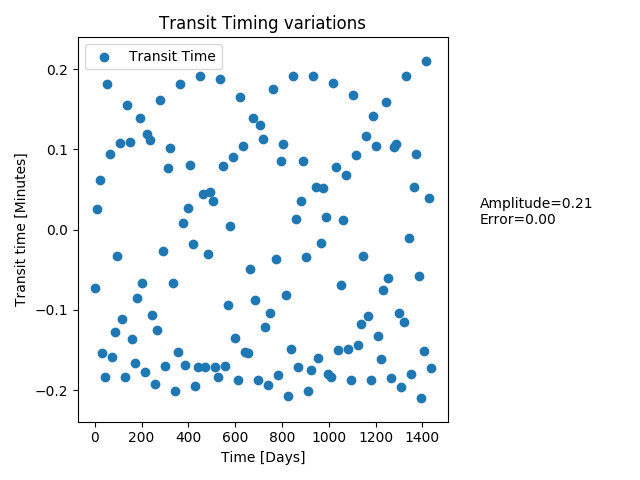 Transit Timing variations
Transit Time
0.2
0.1
0.0
−0.1
−0.2
Transit time [Minutes]
0 200 400 600 800 1000 1200 1400
Time [Days]
Amplitude=0.21
Error=0.00